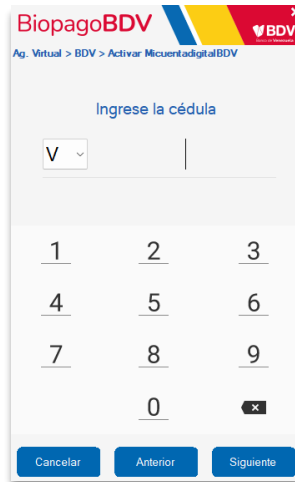 BiopagoBDV
BDV
Ag. Virtual > BDV > Activar MicuentadigitalBDV
Ingrese la cédula
V
1 2 3
4 5 6
7 8 9
0
Cancelar Anterior Siguiente